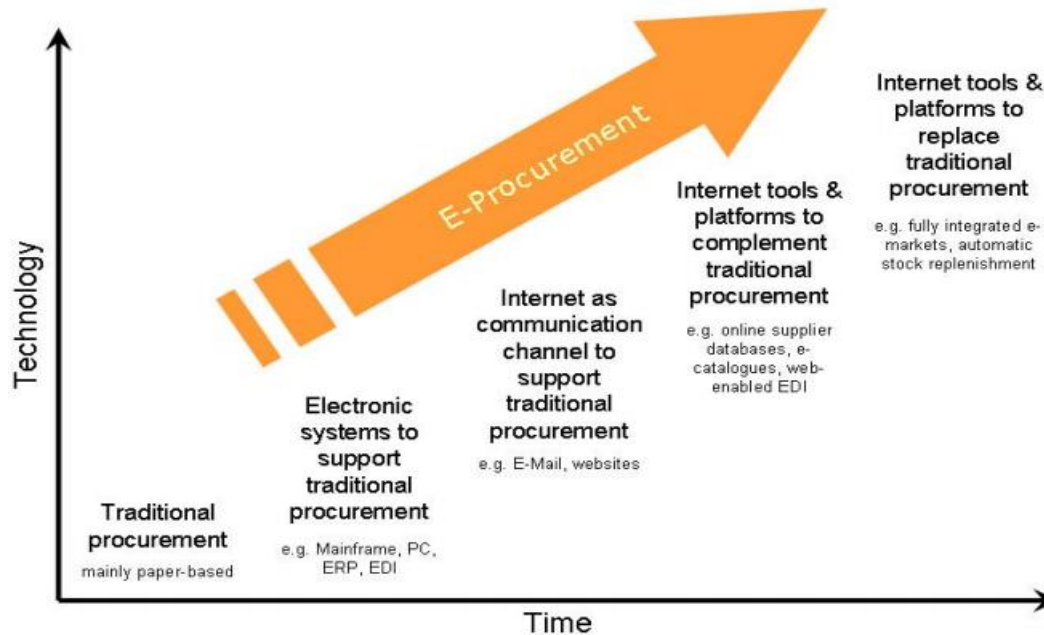 Technology
E-Procurement
Traditional
procurement
mainly paper-based
Electronic
systems to
support
traditional
procurement
e.g. Mainframe, PC,
ERP, EDI
Internet as
communication
channel to
support
traditional
procurement
e.g. E-Mail, websites
Internet tools &
platforms to
complement
traditional
procurement
e.g. online supplier
databases, e-
catalogues, web-
enabled EDI
Internet tools &
platforms to
replace
traditional
procurement
e.g. fully integrated e-
markets, automatic
stock replenishment
Time